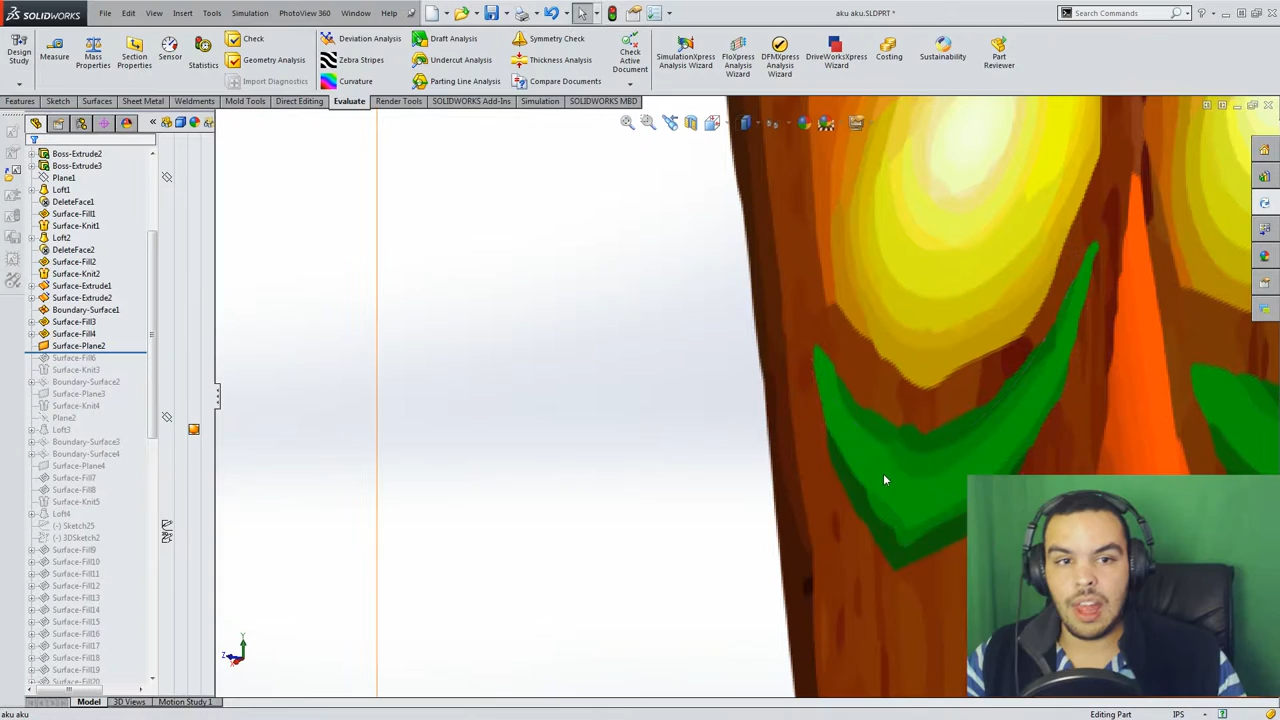 SOLIDWORKS File Edit View Insert Tools Simulation PhotoView 360 Window Help
aku aku.SLDPRT *
Search Commands
Design Study
Measure
Mass Properties
Section Properties
Sensor
Statistics
Check
Geometry Analysis
Import Diagnostics
Deviation Analysis
Zebra Stripes
Curvature
Draft Analysis
Undercut Analysis
Parting Line Analysis
Symmetry Check
Thickness Analysis
Compare Documents
Check Active Document
SimulationXpress Analysis Wizard
FloXpress Analysis Wizard
DFMXpress Analysis Wizard
DriveWorksXpress Wizard
Costing
Sustainability
Part Reviewer
Features Sketch Surfaces Sheet Metal Weldments Mold Tools Direct Editing Evaluate Render Tools SOLIDWORKS Add-Ins Simulation SOLIDWORKS MBD
Boss-Extrude2
Boss-Extrude3
Plane1
Loft1
DeleteFace1
Surface-Fill1
Surface-Knit1
Loft2
DeleteFace2
Surface-Fill2
Surface-Knit2
Surface-Extrude1
Surface-Extrude2
Boundary-Surface1
Surface-Fill3
Surface-Fill4
Surface-Plane2
Surface-Fill6
Surface-Knit3
Boundary-Surface2
Surface-Plane3
Surface-Knit4
Plane2
Loft3
Boundary-Surface3
Boundary-Surface4
Surface-Plane4
Surface-Fill7
Surface-Fill8
Surface-Knit5
Loft4
(-) Sketch25
(-) 3DSketch2
Surface-Fill9
Surface-Fill10
Surface-Fill11
Surface-Fill12
Surface-Fill13
Surface-Fill14
Surface-Fill15
Surface-Fill16
Surface-Fill17
Surface-Fill18
Surface-Fill19
Surface-Fill20
Y
Z
X
Model 3D Views Motion Study 1
aku aku
Editing Part
IPS